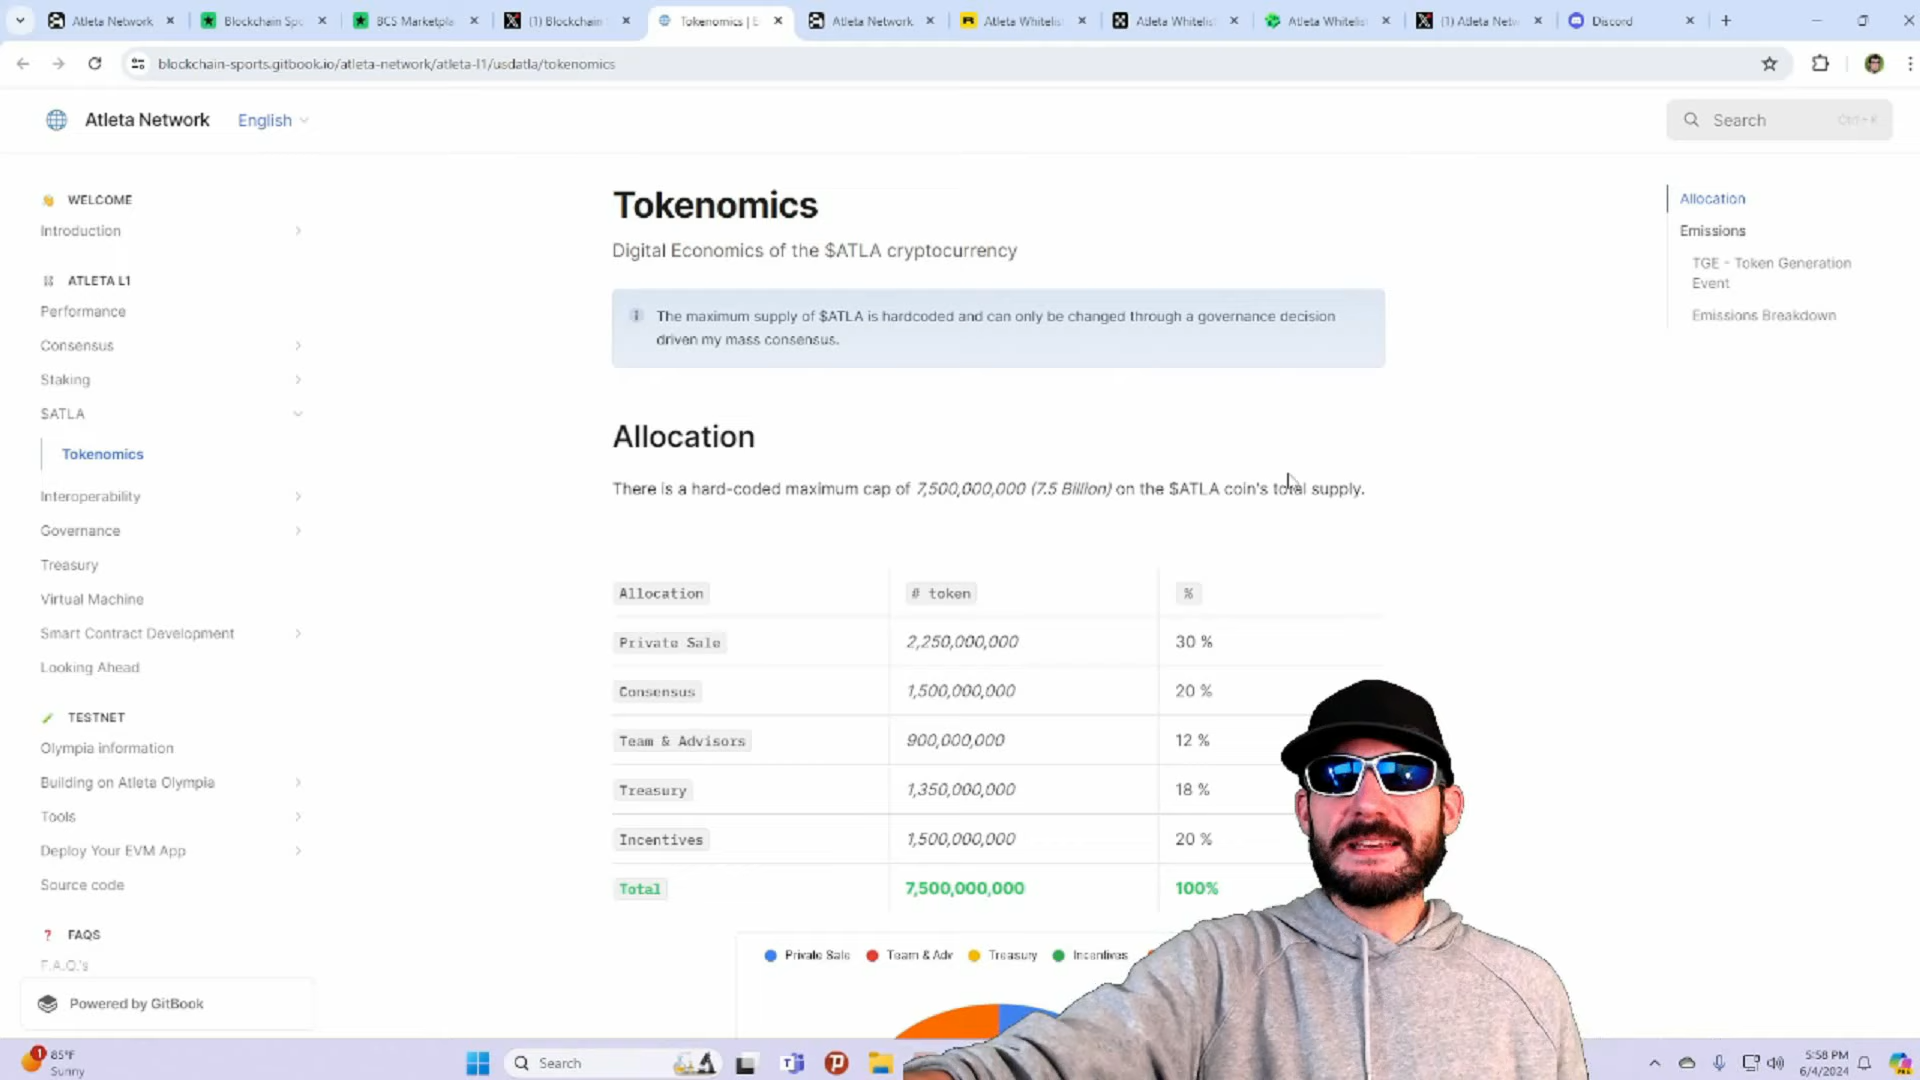 Atleta Network
Blockchain Spo
BCS Marketpla
(1) Blockchain
Tokenomics | E
Atleta Network
Atleta Whitelis
Atleta Whitelis
Atleta Whitelis
(1) Atleta Netw
Discord
blockchain-sports.gitbook.io/atleta-network/atleta-l1/usdatla/tokenomics
Atleta Network
English
Search
Ctrl + K
WELCOME
Introduction
ATLETA L1
Performance
Consensus
Staking
$ATLA
Tokenomics
Interoperability
Governance
Treasury
Virtual Machine
Smart Contract Development
Looking Ahead
TESTNET
Olympia information
Building on Atleta Olympia
Tools
Deploy Your EVM App
Source code
FAQS
F.A.Q.'s
Powered by GitBook
Tokenomics
Digital Economics of the $ATLA cryptocurrency
The maximum supply of $ATLA is hardcoded and can only be changed through a governance decision
driven my mass consensus.
Allocation
There is a hard-coded maximum cap of 7,500,000,000 (7.5 Billion) on the $ATLA coin's total supply.
Allocation # token %
Private Sale 2,250,000,000 30 %
Consensus 1,500,000,000 20 %
Team & Advisors 900,000,000 12 %
Treasury 1,350,000,000 18 %
Incentives 1,500,000,000 20 %
Total 7,500,000,000 100%
Private Sale Team & Adv Treasury Incentives
Allocation
Emissions
TGE - Token Generation
Event
Emissions Breakdown
1
85°F
Sunny
Search
5:58 PM
6/4/2024